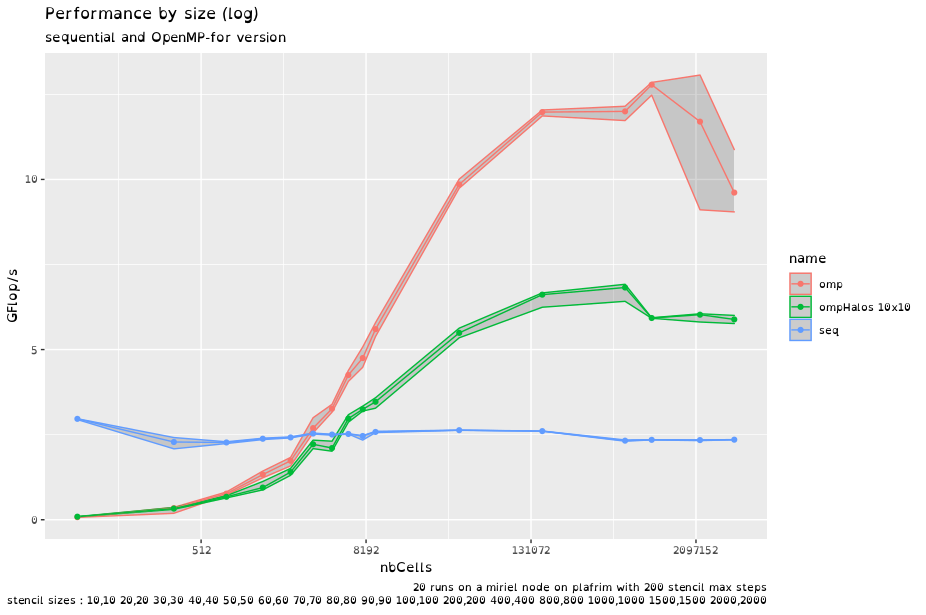 Performance by size (log)
sequential and OpenMP-for version
GFlop/s
10
5
0
512
8192
131072
2097152
nbCells
name
omp
ompHalos 10x10
seq
20 runs on a miriel node on plafrim with 200 stencil max steps
stencil sizes : 10,10 20,20 30,30 40,40 50,50 60,60 70,70 80,80 90,90 100,100 200,200 400,400 800,800 1000,1000 1500,1500 2000,2000